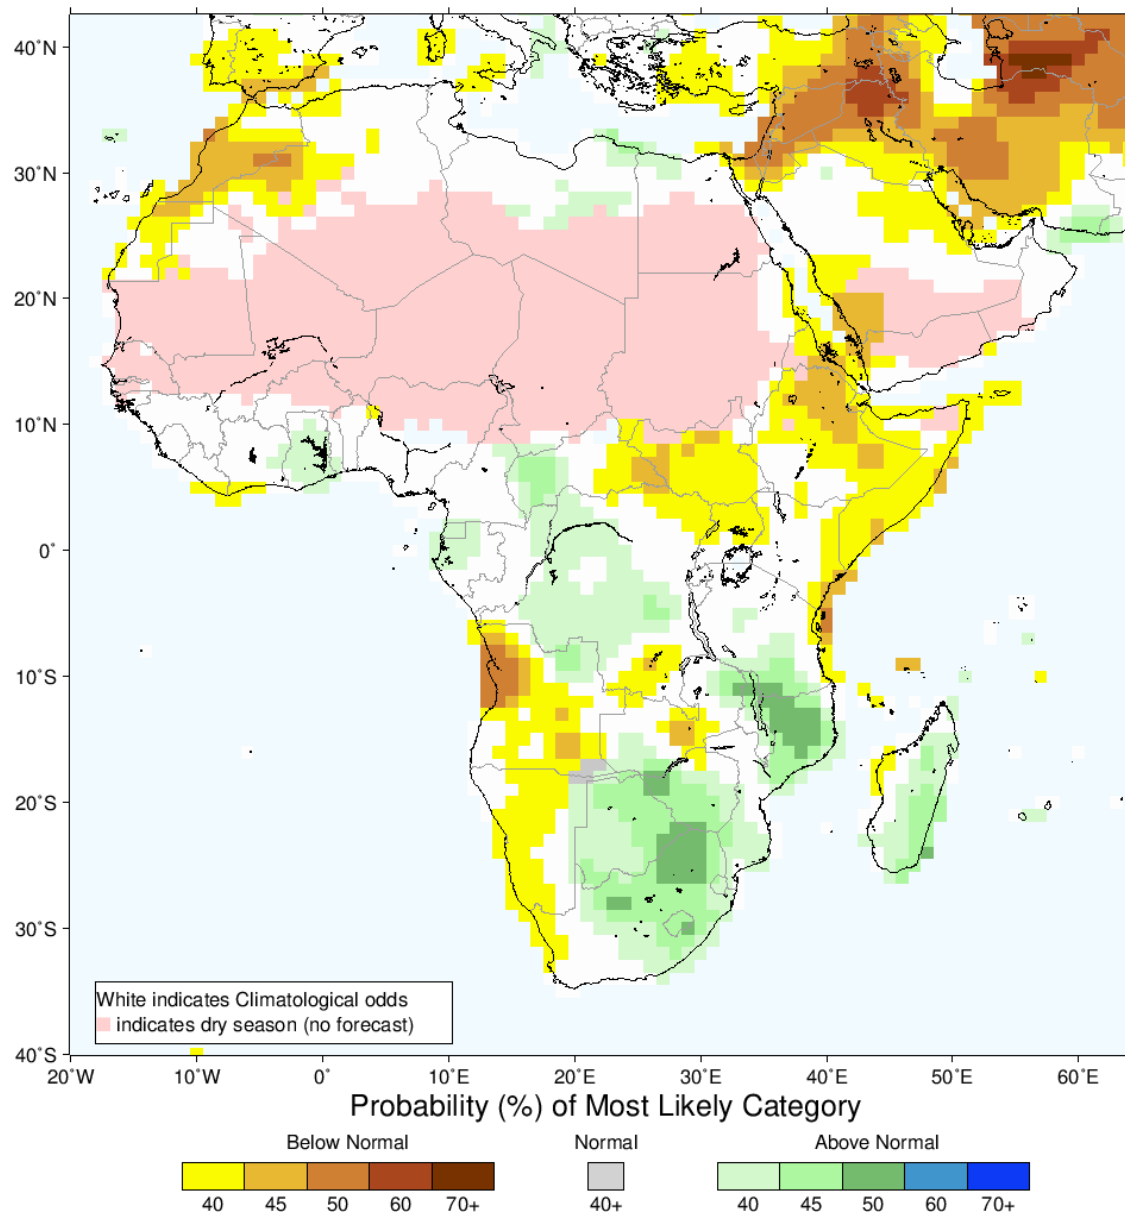 40˚N
30˚N
20˚N
10˚N
0˚
10˚S
20˚S
30˚S
40˚S
White indicates Climatological odds
indicates dry season (no forecast)
20˚W 10˚W 0˚ 10˚E 20˚E 30˚E 40˚E 50˚E 60˚E
Probability (%) of Most Likely Category
Below Normal Normal Above Normal
40 45 50 60 70+ 40+ 40 45 50 60 70+